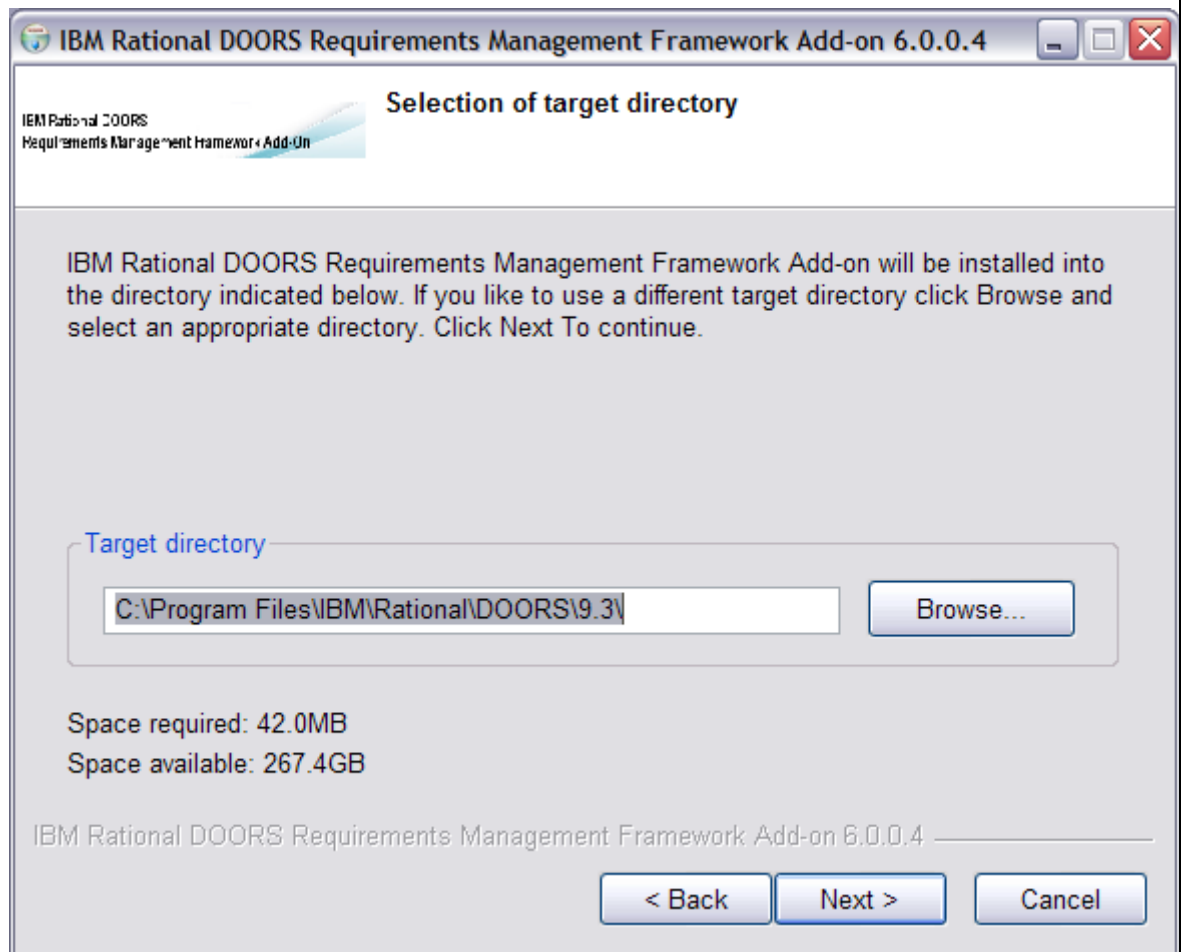 IBM Rational DOORS Requirements Management Framework Add-on 6.0.0.4
Selection of target directory
IBM Rational DOORS
Requirements Management Framework Add-On
IBM Rational DOORS Requirements Management Framework Add-on will be installed into
the directory indicated below. If you like to use a different target directory click Browse and
select an appropriate directory. Click Next To continue.
Target directory
C:\Program Files\IBM\Rational\DOORS\9.3\
Browse...
Space required: 42.0MB
Space available: 267.4GB
IBM Rational DOORS Requirements Management Framework Add-on 6.0.0.4
< Back
Next >
Cancel